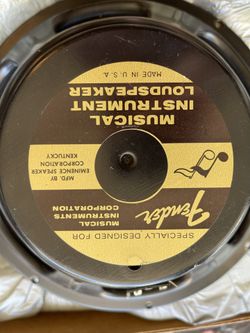 SPECIALLY DESIGNED FOR
Fender
MUSICAL
INSTRUMENTS
CORPORATION
MFD. BY
EMINENCE SPEAKER
CORPORATION
KENTUCKY
MUSICAL
INSTRUMENT
LOUDSPEAKER
MADE IN U.S.A.